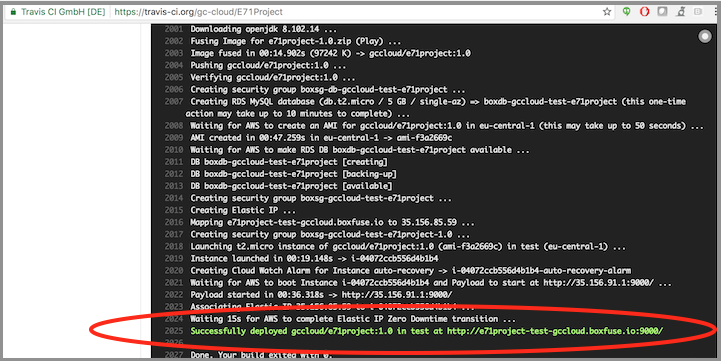 Travis CI GmbH [DE] https://travis-ci.org/gc-cloud/E71Project
2001 Downloading openjdk 8.102.14 ...
2002 Fusing Image for e71project-1.0.zip (Play) ...
2003 Image fused in 00:14.902s (97242 K) -> gccloud/e71project:1.0
2004 Pushing gccloud/e71project:1.0 ...
2005 Verifying gccloud/e71project:1.0 ...
2006 Creating security group boxsg-db-gccloud-test-e71project ...
2007 Creating RDS MySQL database (db.t2.micro / 5 GB / single-az) => boxdb-gccloud-test-e71project (this one-time
action may take up to 10 minutes to complete) ...
2008 Waiting for AWS to create an AMI for gccloud/e71project:1.0 in eu-central-1 (this may take up to 50 seconds) ...
2009 AMI created in 00:47.259s in eu-central-1 -> ami-f3a2669c
2010 Waiting for AWS to make RDS DB boxdb-gccloud-test-e71project available ...
2011 DB boxdb-gccloud-test-e71project [creating]
2012 DB boxdb-gccloud-test-e71project [backing-up]
2013 DB boxdb-gccloud-test-e71project [available]
2014 Creating security group boxsg-gccloud-test-e71project ...
2015 Creating Elastic IP ...
2016 Mapping e71project-test-gccloud.boxfuse.io to 35.156.85.59 ...
2017 Creating security group boxsg-gccloud-test-e71project-1.0 ...
2018 Launching t2.micro instance of gccloud/e71project:1.0 (ami-f3a2669c) in test (eu-central-1) ...
2019 Instance launched in 00:19.148s -> i-04072ccb556d4b1b4
2020 Creating Cloud Watch Alarm for Instance auto-recovery -> i-04072ccb556d4b1b4-auto-recovery-alarm
2021 Waiting for AWS to boot Instance i-04072ccb556d4b1b4 and Payload to start at http://35.156.91.1:9000/ ...
2022 Payload started in 00:36.318s -> http://35.156.91.1:9000/
2023 Associating Elastic IP 35.156.85.59 to i-04072ccb556d4b1b4 ...
2024 Waiting 15s for AWS to complete Elastic IP Zero Downtime transition ...
2025 Successfully deployed gccloud/e71project:1.0 in test at http://e71project-test-gccloud.boxfuse.io:9000/
2026
2027 Done. Your build exited with 0.